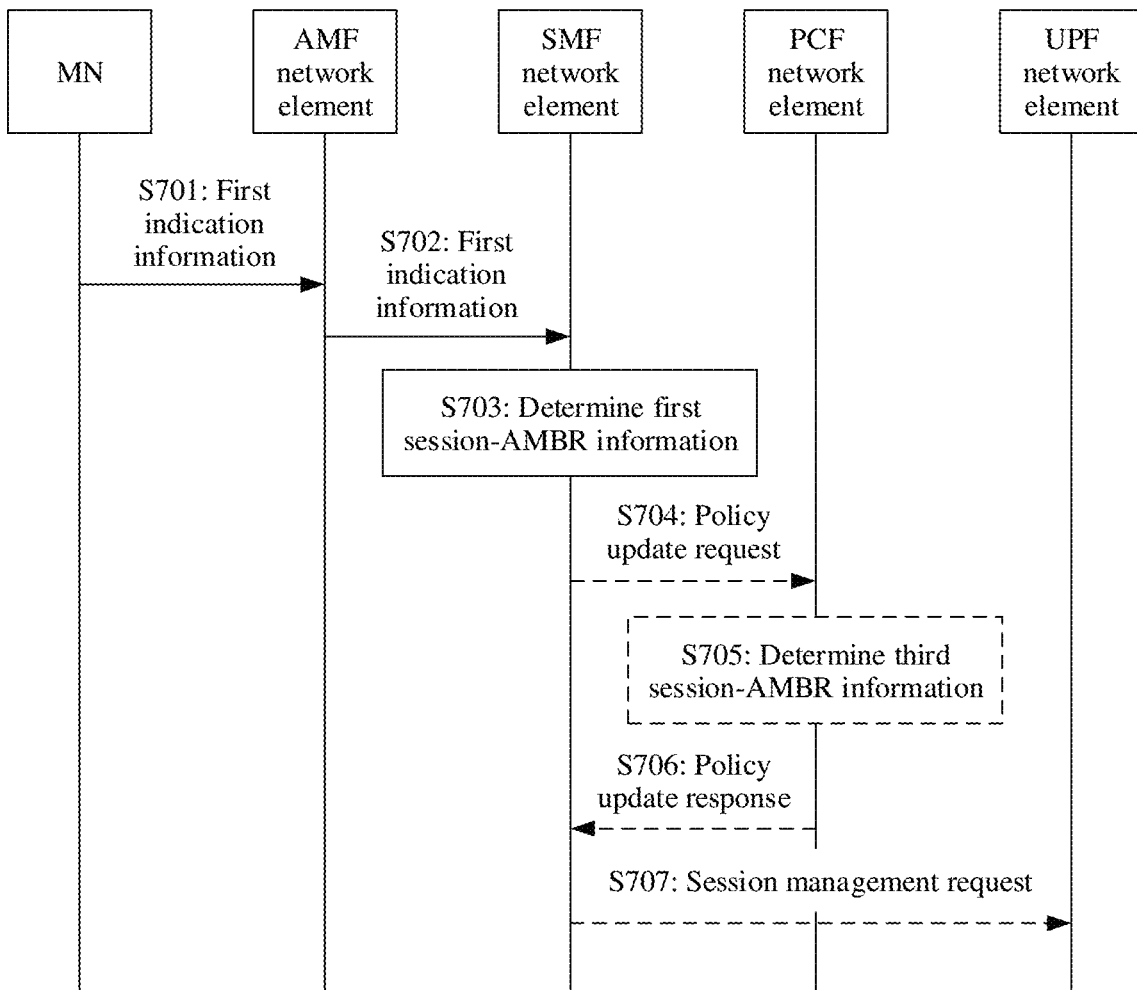 MN
AMF
network
element
SMF
network
element
PCF
network
element
UPF
network
element
S701: First
indication
information
S702: First
indication
information
S703: Determine first
session-AMBR information
S704: Policy
update request
S705: Determine third
session-AMBR information
S706: Policy
update response
S707: Session management request